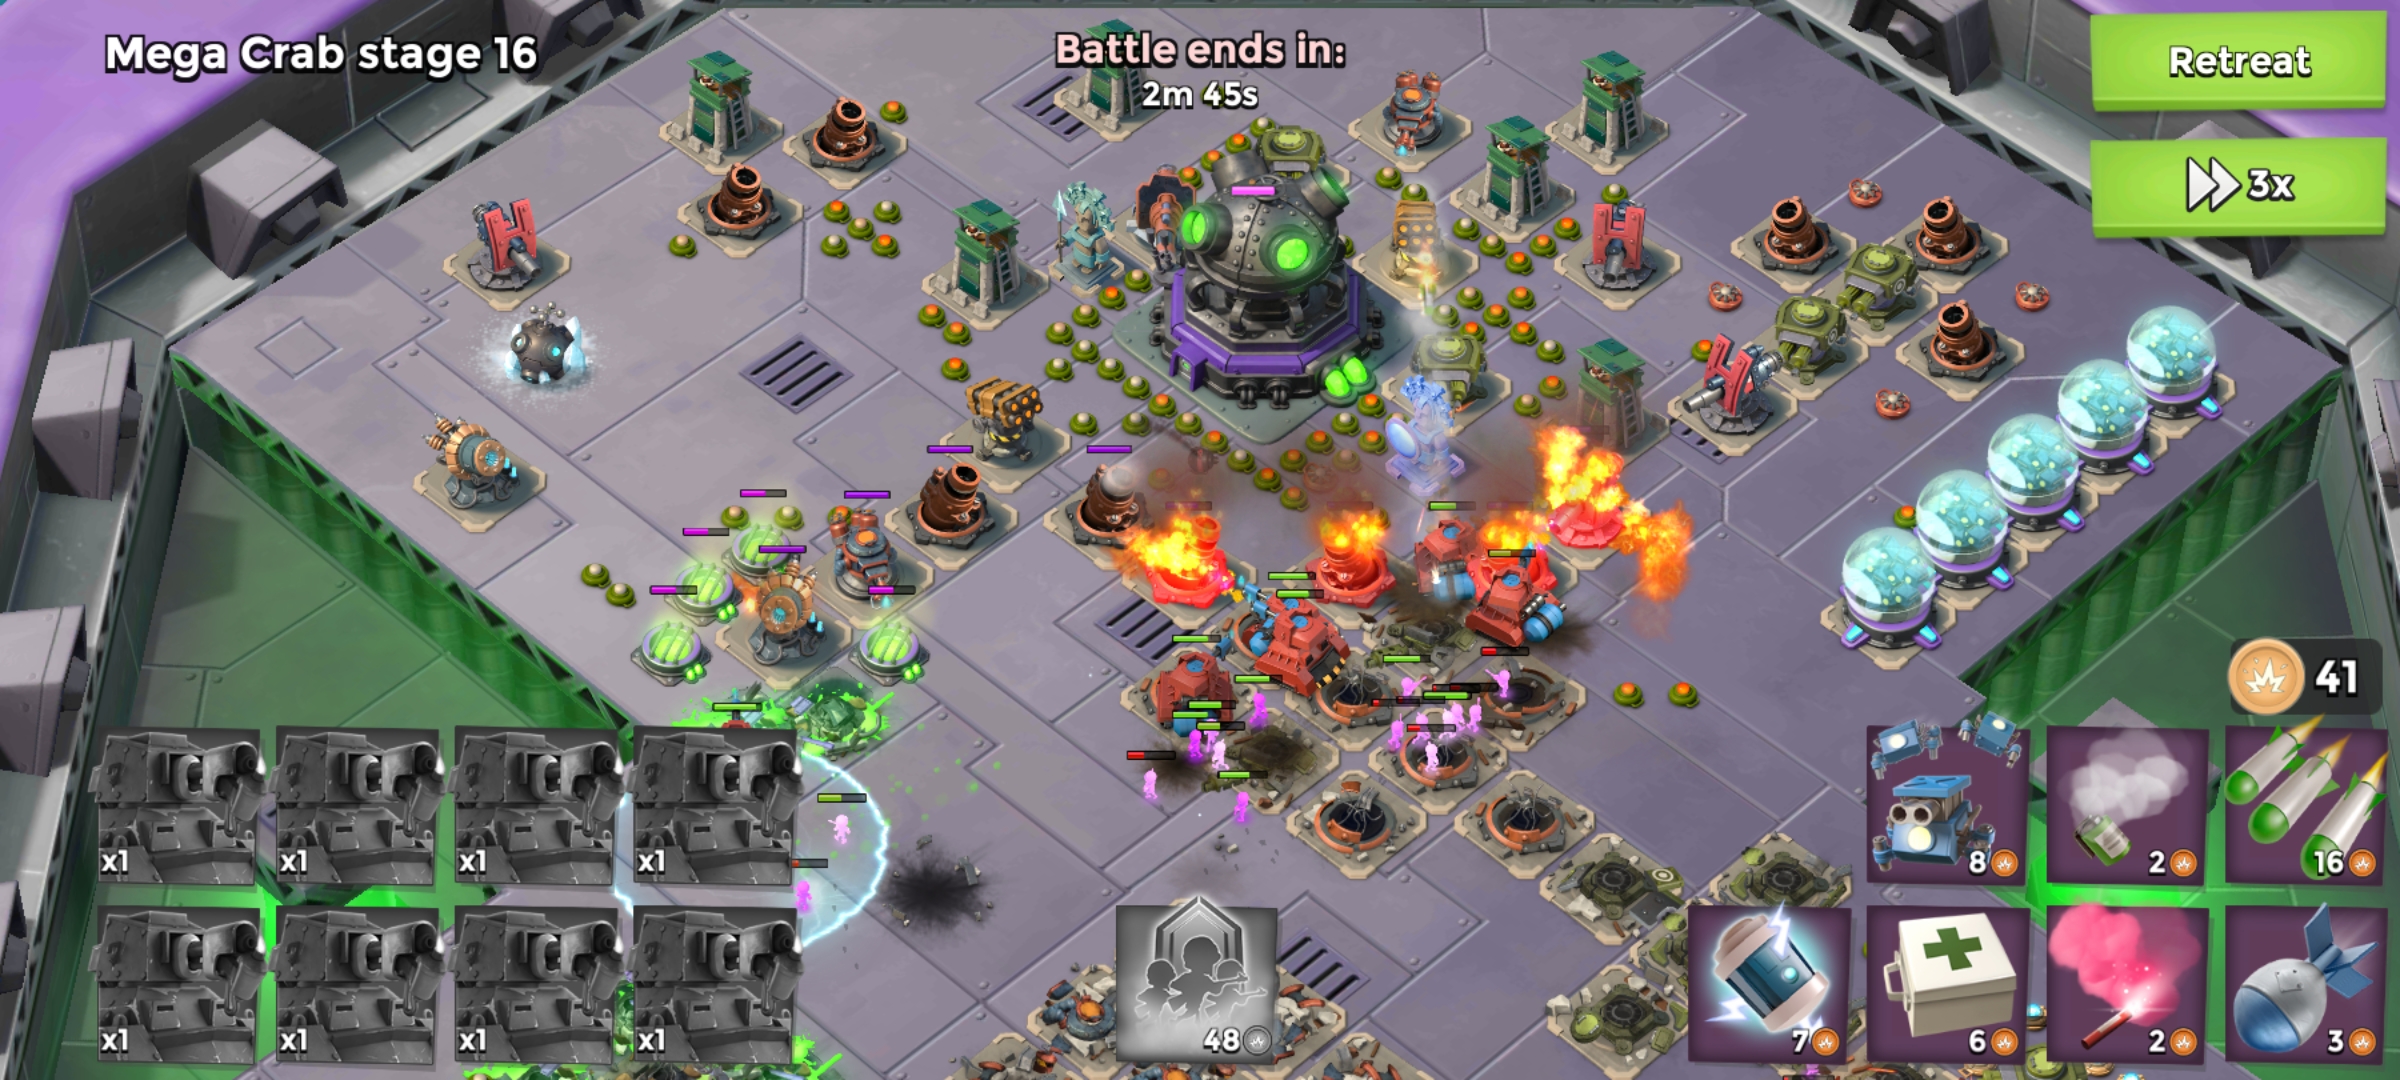 Mega Crab stage 16
Battle ends in:
2m 45s
Retreat
3x
41
x1
x1
x1
x1
8
2
16
x1
x1
x1
x1
48
7
6
2
3